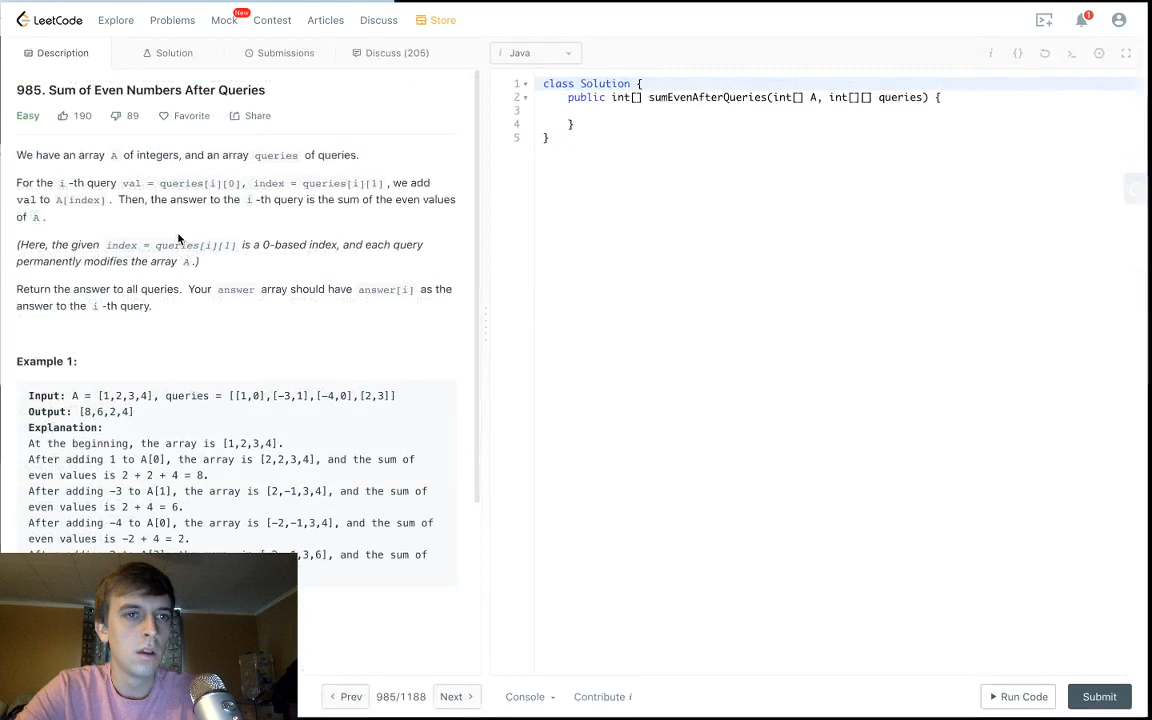 LeetCode Explore Problems Mock New Contest Articles Discuss Store 1
Description Solution Submissions Discuss (205) i Java i {}
985. Sum of Even Numbers After Queries
Easy 190 89 Favorite Share
We have an array A of integers, and an array queries of queries.
For the i -th query val = queries[i][0], index = queries[i][1], we add
val to A[index]. Then, the answer to the i -th query is the sum of the even values
of A.
(Here, the given index = queries[i][1] is a 0-based index, and each query
permanently modifies the array A.)
Return the answer to all queries. Your answer array should have answer[i] as the
answer to the i -th query.
Example 1:
Input: A = [1,2,3,4], queries = [[1,0],[-3,1],[-4,0],[2,3]]
Output: [8,6,2,4]
Explanation:
At the beginning, the array is [1,2,3,4].
After adding 1 to A[0], the array is [2,2,3,4], and the sum of
even values is 2 + 2 + 4 = 8.
After adding -3 to A[1], the array is [2,-1,3,4], and the sum of
even values is 2 + 4 = 6.
After adding -4 to A[0], the array is [-2,-1,3,4], and the sum of
even values is -2 + 4 = 2.
1,3,6], and the sum of
1 class Solution {
2 public int[] sumEvenAfterQueries(int[] A, int[][] queries) {
3
4 }
5 }
Prev 985/1188 Next Console Contribute i Run Code Submit